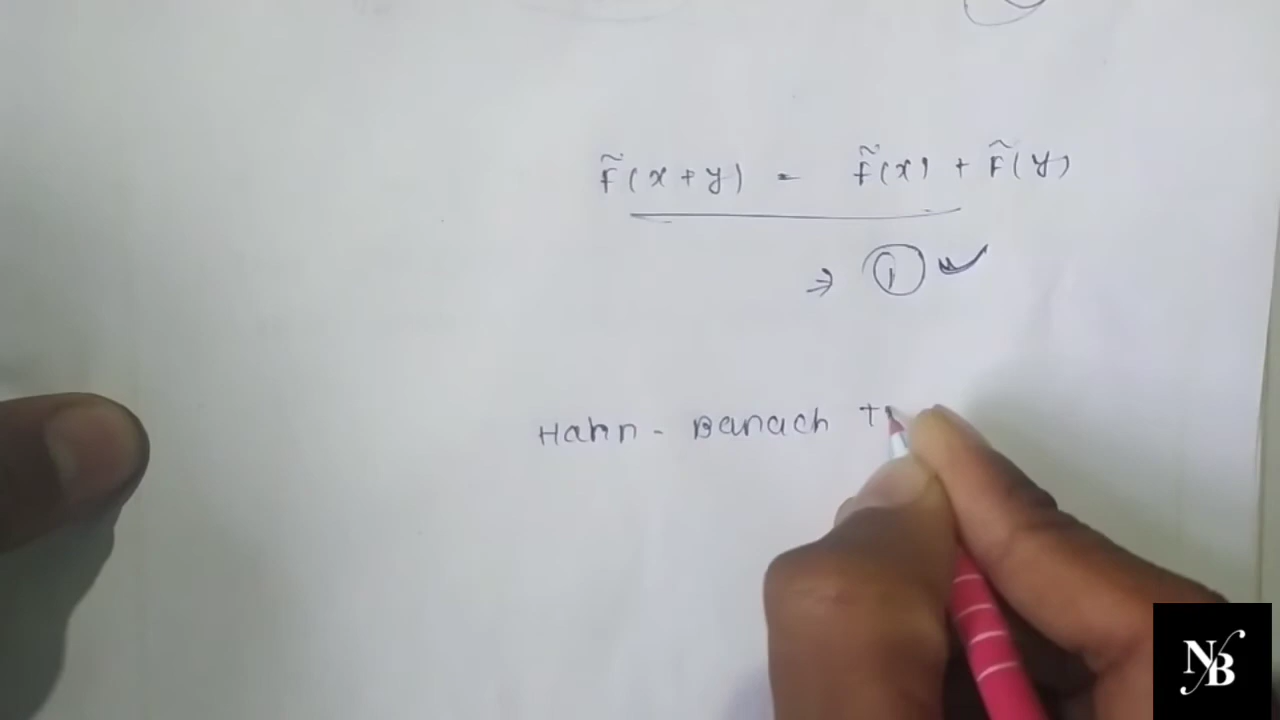 F̃(x+y) = F̃(x) + F̃(y)
⇒ ① ✓
Hahn - Banach
NB